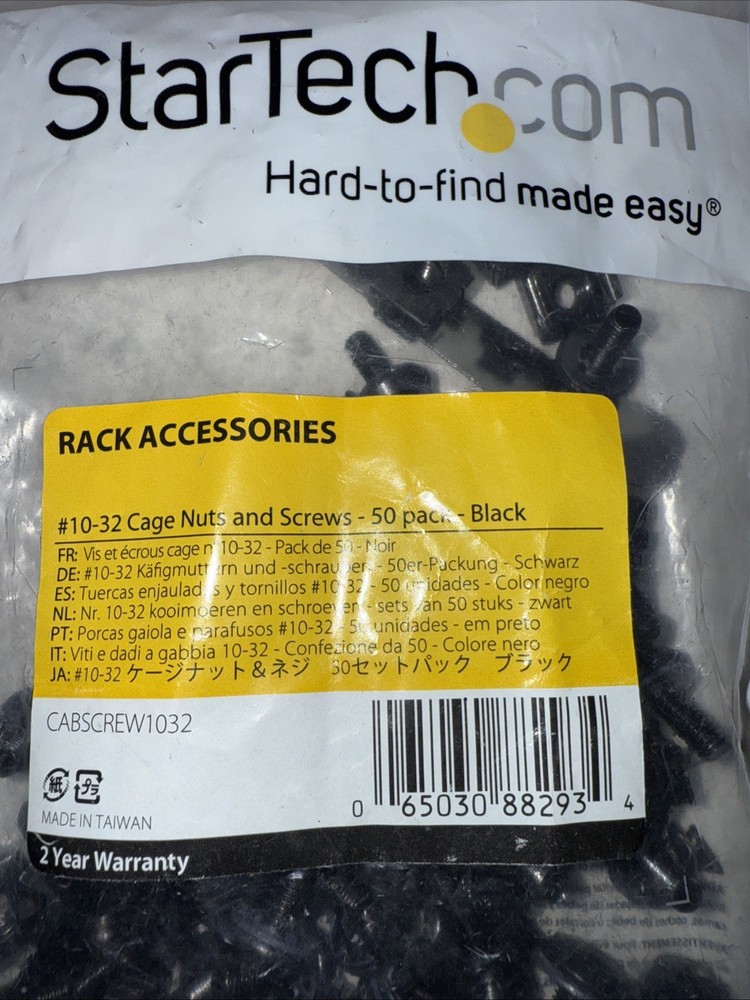 StarTech.com
Hard-to-find made easy®
RACK ACCESSORIES
#10-32 Cage Nuts and Screws - 50 pack - Black
FR: Vis et écrous cage n°10-32 - Pack de 50 - Noir
DE: #10-32 Käfigmuttern und -schrauben - 50er-Packung - Schwarz
ES: Tuercas enjauladas y tornillos #10-32 - 50 unidades - Color negro
NL: Nr. 10-32 kooimoeren en schroeven - sets van 50 stuks - zwart
PT: Porcas gaiola e parafusos #10-32 - 50 unidades - em preto
IT: Viti e dadi a gabbia 10-32 - Confezione da 50 - Colore nero
JA: #10-32 ケージナット＆ネジ 50セットパック ブラック
CABSCREW1032
紙 プラ
MADE IN TAIWAN
0 65030 88293 4
2 Year Warranty